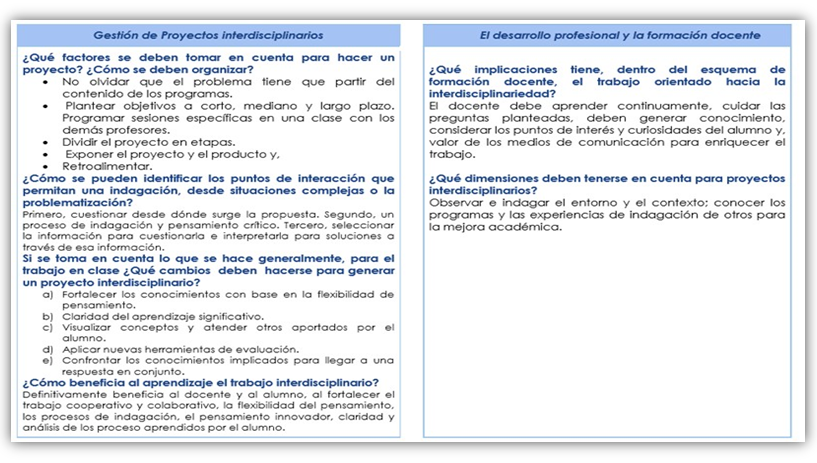 Gestión de Proyectos interdisciplinarios
¿Qué factores se deben tomar en cuenta para hacer un
proyecto? ¿Cómo se deben organizar?
• No olvidar que el problema tiene que partir del
contenido de los programas.
• Plantear objetivos a corto, mediano y largo plazo.
Programar sesiones específicas en una clase con los
demás profesores.
• Dividir el proyecto en etapas.
• Exponer el proyecto y el producto y,
• Retroalimentar.
¿Cómo se pueden identificar los puntos de interacción que
permitan una indagación, desde situaciones complejas o la
problematización?
Primero, cuestionar desde dónde surge la propuesta. Segundo, un
proceso de indagación y pensamiento crítico. Tercero, seleccionar
la información para cuestionarla e interpretarla para soluciones a
través de esa información.
Si se toma en cuenta lo que se hace generalmente, para el
trabajo en clase ¿Qué cambios deben hacerse para generar
un proyecto interdisciplinario?
a) Fortalecer los conocimientos con base en la flexibilidad de
pensamiento.
b) Claridad del aprendizaje significativo.
c) Visualizar conceptos y atender otros aportados por el
alumno.
d) Aplicar nuevas herramientas de evaluación.
e) Confrontar los conocimientos implicados para llegar a una
respuesta en conjunto.
¿Cómo beneficia al aprendizaje el trabajo interdisciplinario?
Definitivamente beneficia al docente y al alumno, al fortalecer el
trabajo cooperativo y colaborativo, la flexibilidad del pensamiento,
los procesos de indagación, el pensamiento innovador, claridad y
análisis de los proceso aprendidos por el alumno.
El desarrollo profesional y la formación docente
¿Qué implicaciones tiene, dentro del esquema de
formación docente, el trabajo orientado hacia la
interdisciplinariedad?
El docente debe aprender continuamente, cuidar las
preguntas planteadas, deben generar conocimiento,
considerar los puntos de interés y curiosidades del alumno y,
valor de los medios de comunicación para enriquecer el
trabajo.
¿Qué dimensiones deben tenerse en cuenta para proyectos
interdisciplinarios?
Observar e indagar el entorno y el contexto; conocer los
programas y las experiencias de indagación de otros para
la mejora académica.